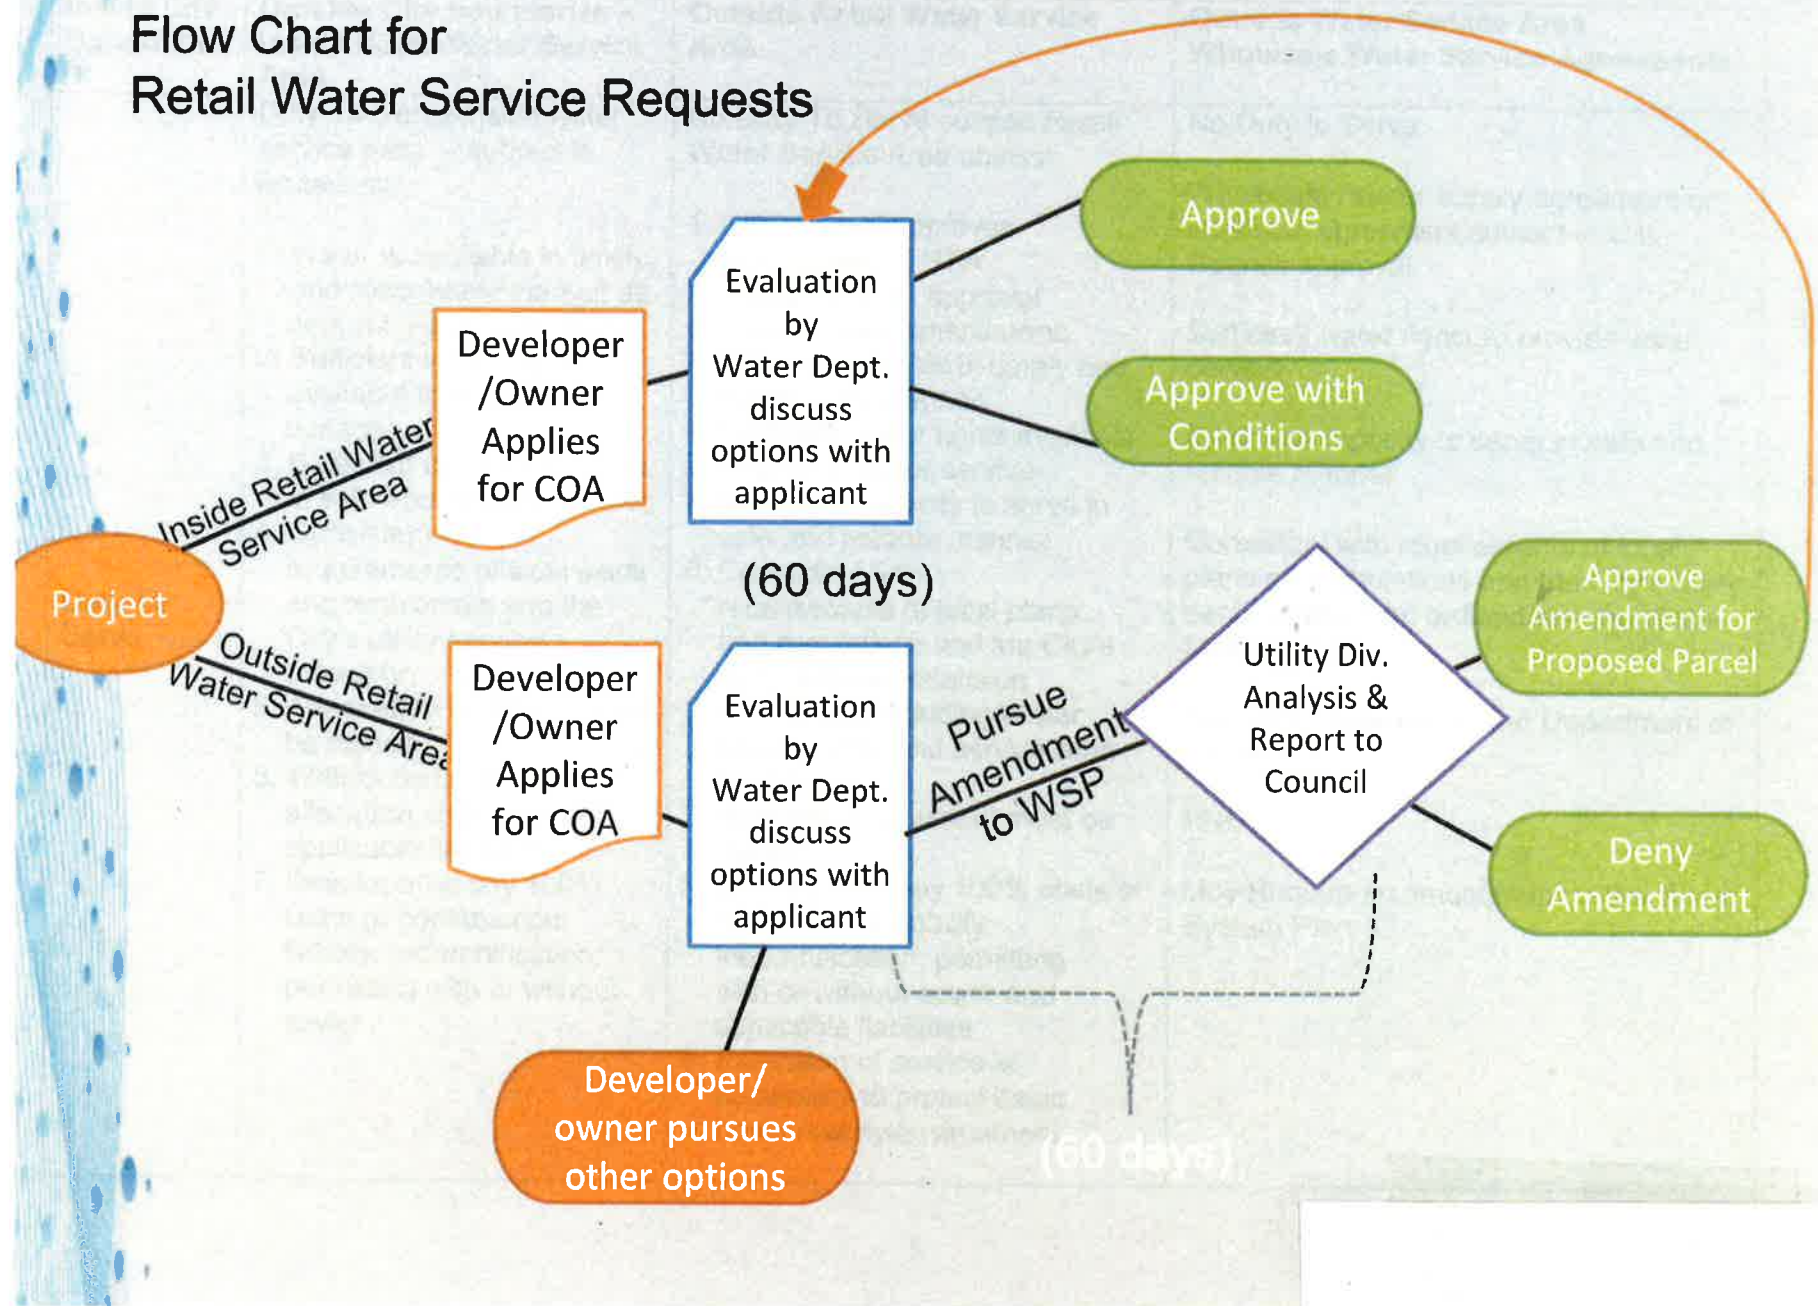 Flow Chart for
Retail Water Service Requests
Project
Inside Retail Water
Service Area
Developer
/Owner
Applies
for COA
Evaluation
by
Water Dept.
discuss
options with
applicant
(60 days)
Approve
Approve with
Conditions
Outside Retail
Water Service Area
Developer
/Owner
Applies
for COA
Evaluation
by
Water Dept.
discuss
options with
applicant
Pursue
Amendment
to WSP
Utility Div.
Analysis &
Report to
Council
Approve
Amendment for
Proposed Parcel
Deny
Amendment
Developer/
owner pursues
other options
(60 days)